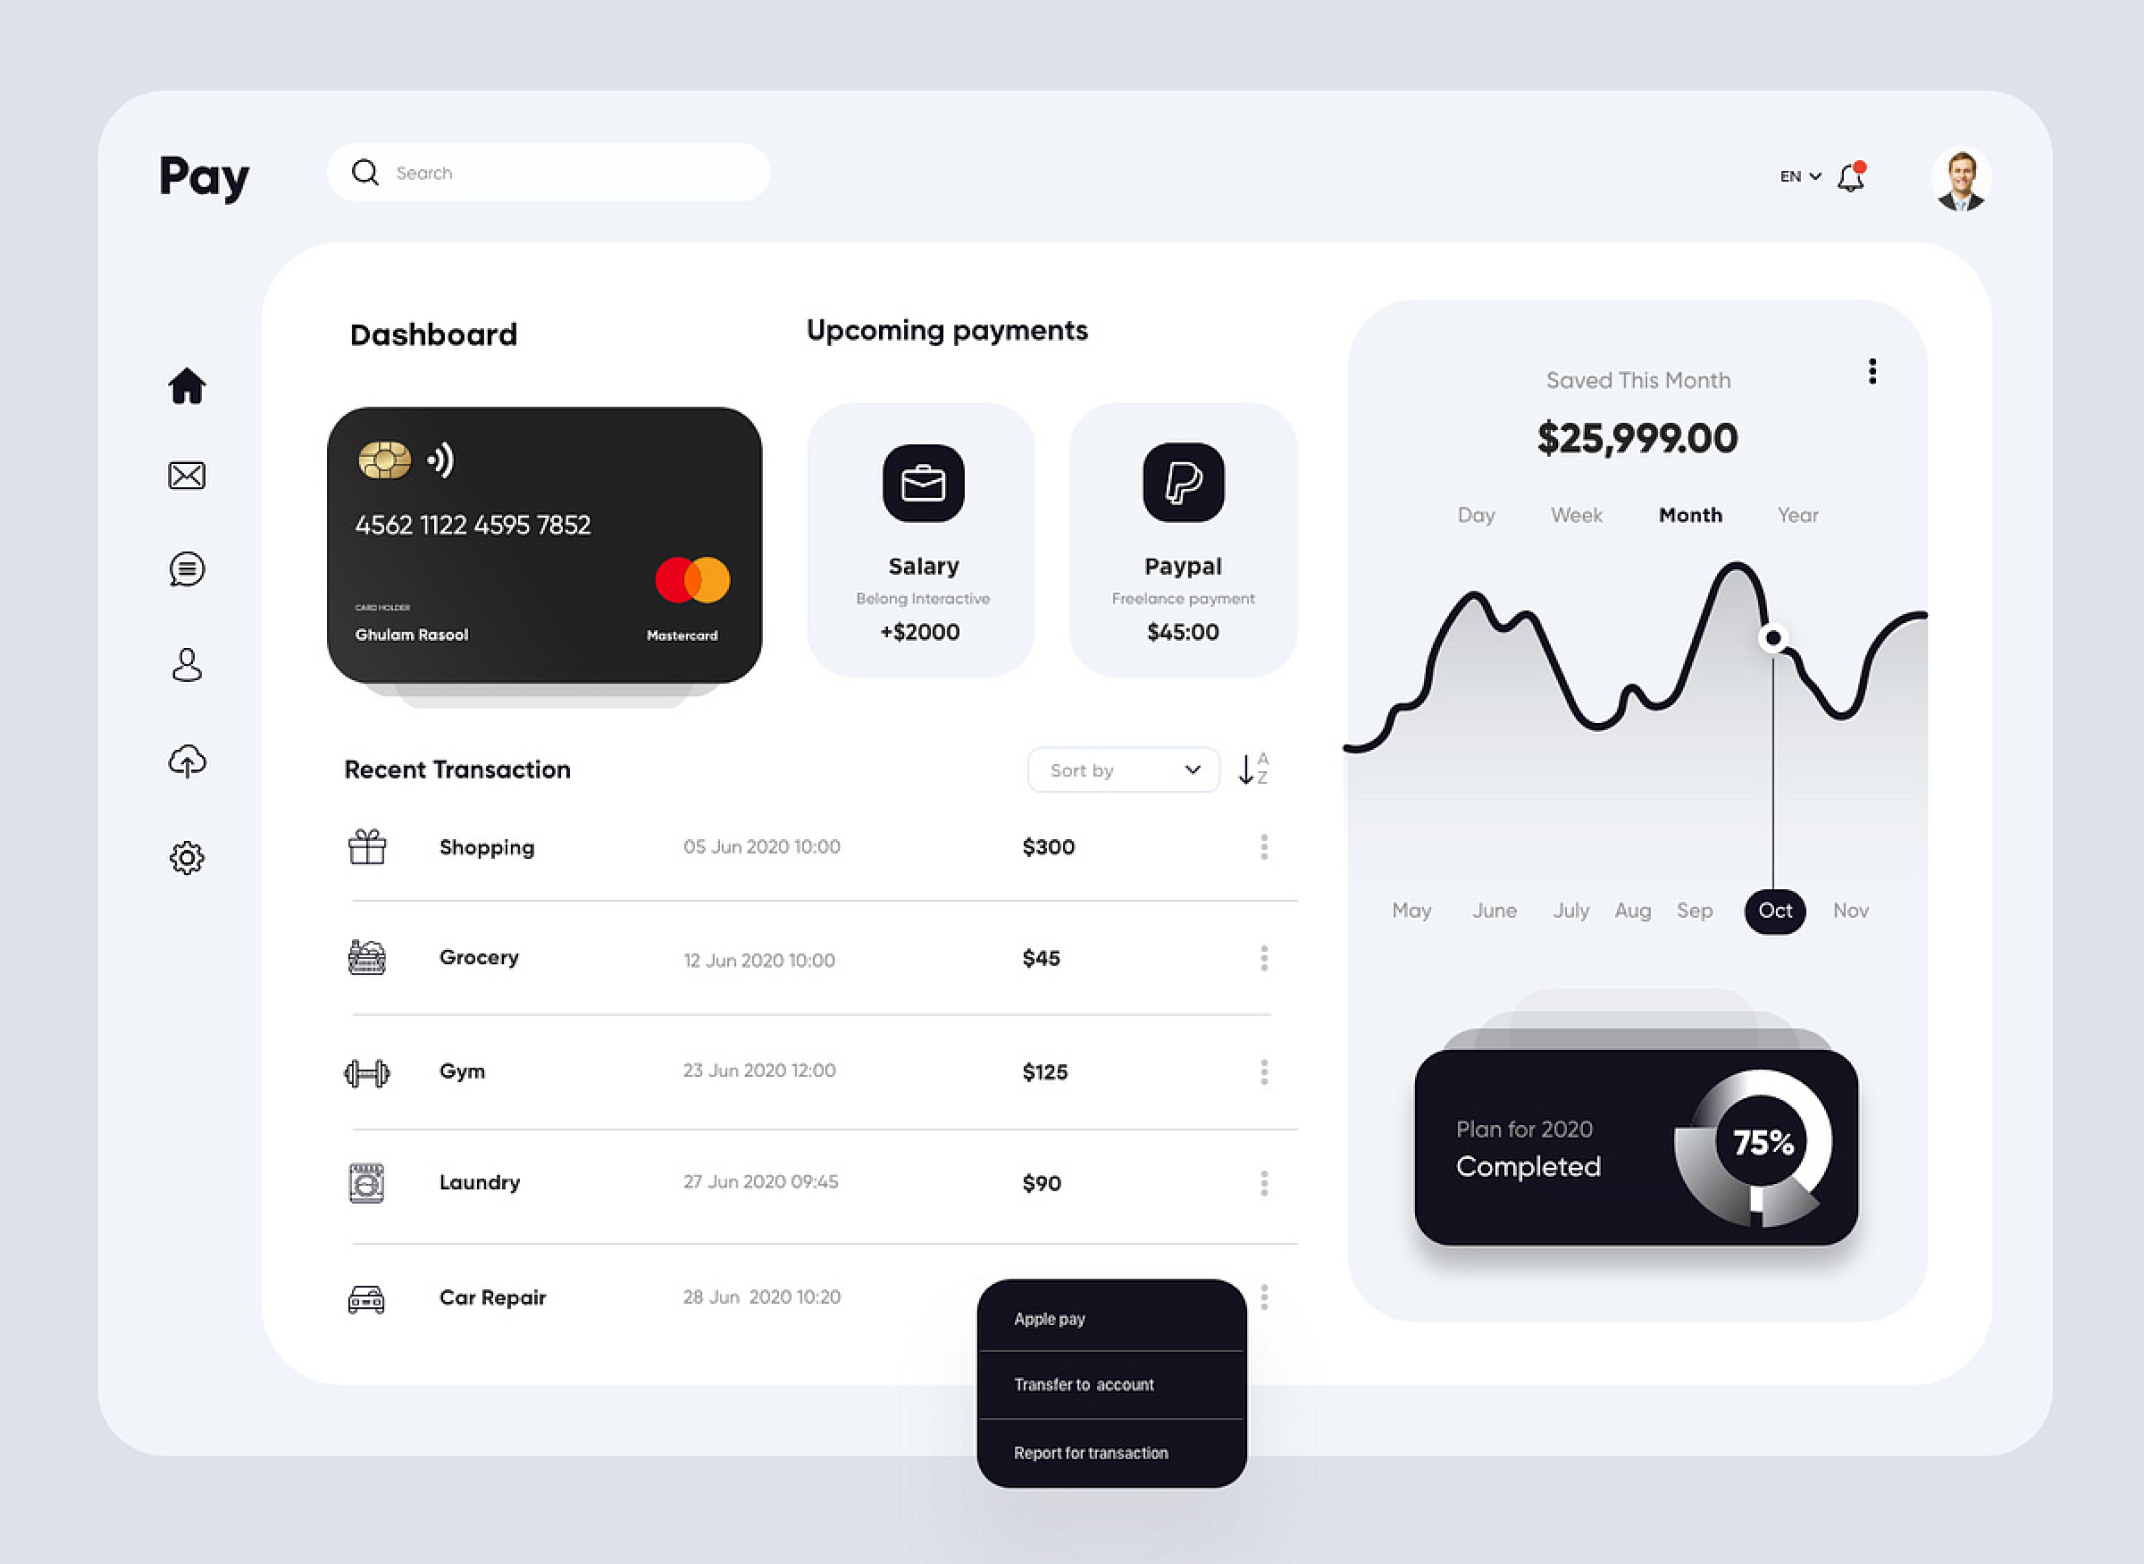 Pay
Search
EN
Dashboard
Upcoming payments
4562 1122 4595 7852
CARD HOLDER
Ghulam Rasool
Mastercard
Salary
Belong Interactive
+$2000
Paypal
Freelance payment
$45:00
Saved This Month
$25,999.00
Day Week Month Year
May June July Aug Sep Oct Nov
Recent Transaction
Sort by
A
Z
Shopping 05 Jun 2020 10:00 $300
Grocery 12 Jun 2020 10:00 $45
Gym 23 Jun 2020 12:00 $125
Laundry 27 Jun 2020 09:45 $90
Car Repair 28 Jun 2020 10:20
Apple pay
Transfer to account
Report for transaction
Plan for 2020
Completed
75%